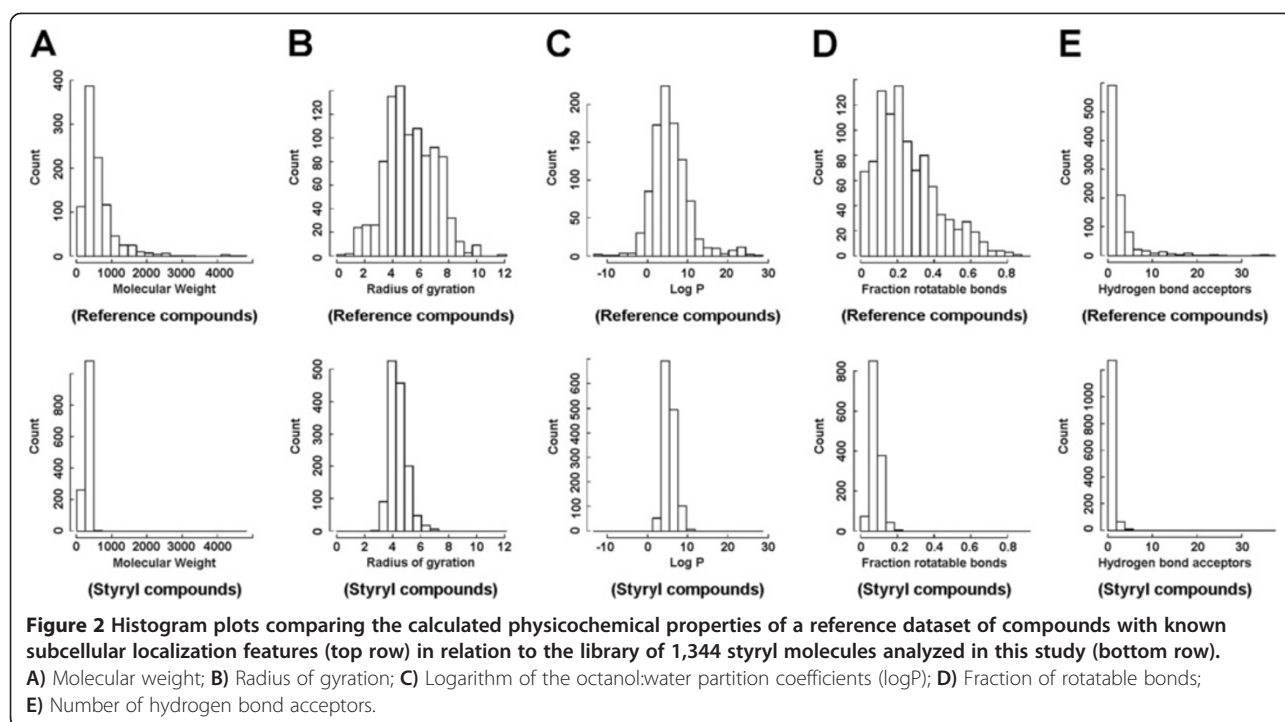 A B C D E
Count 0 100 200 300 400
0 1000 2000 3000 4000
Molecular Weight
(Reference compounds)
Count 0 20 40 60 80 100 120
0 2 4 6 8 10 12
Radius of gyration
(Reference compounds)
Count 0 50 100 150 200
-10 0 10 20 30
Log P
(Reference compounds)
Count 0 20 40 60 80 100 120
0 0.2 0.4 0.6 0.8
Fraction rotatable bonds
(Reference compounds)
Count 0 100 200 300 400 500
0 10 20 30
Hydrogen bond acceptors
(Reference compounds)
Count 0 200 400 600 800
0 1000 2000 3000 4000
Molecular Weight
(Styryl compounds)
Count 0 100 200 300 400 500
0 2 4 6 8 10 12
Radius of gyration
(Styryl compounds)
Count 0 100 200 300 400 500 600
-10 0 10 20 30
Log P
(Styryl compounds)
Count 0 200 400 600 800
0 0.2 0.4 0.6 0.8
Fraction rotatable bonds
(Styryl compounds)
Count 0 200 400 600 800 1000
0 10 20 30
Hydrogen bond acceptors
(Styryl compounds)
Figure 2 Histogram plots comparing the calculated physicochemical properties of a reference dataset of compounds with known
subcellular localization features (top row) in relation to the library of 1,344 styryl molecules analyzed in this study (bottom row).
A) Molecular weight; B) Radius of gyration; C) Logarithm of the octanol:water partition coefficients (logP); D) Fraction of rotatable bonds;
E) Number of hydrogen bond acceptors.